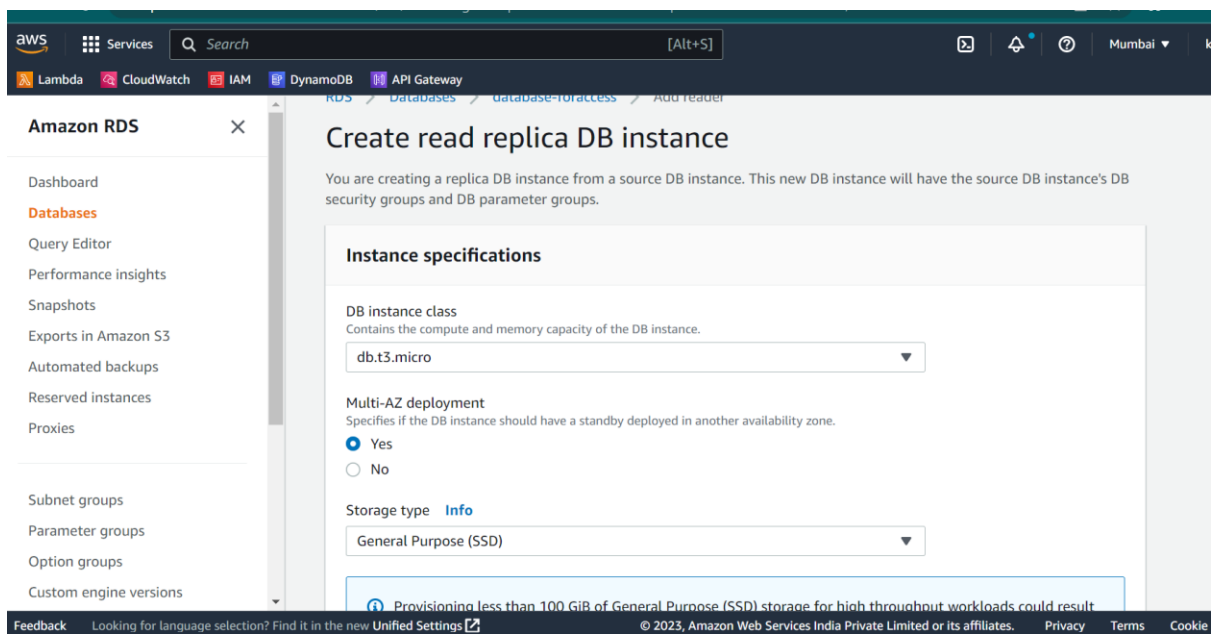 aws
Services
Search
[Alt+S]
Mumbai
Lambda
CloudWatch
IAM
DynamoDB
API Gateway
RDS / Databases / database-foraccess / Add reader
Amazon RDS
Dashboard
Databases
Query Editor
Performance insights
Snapshots
Exports in Amazon S3
Automated backups
Reserved instances
Proxies
Subnet groups
Parameter groups
Option groups
Custom engine versions
Create read replica DB instance
You are creating a replica DB instance from a source DB instance. This new DB instance will have the source DB instance's DB
security groups and DB parameter groups.
Instance specifications
DB instance class
Contains the compute and memory capacity of the DB instance.
db.t3.micro
Multi-AZ deployment
Specifies if the DB instance should have a standby deployed in another availability zone.
Yes
No
Storage type Info
General Purpose (SSD)
Provisioning less than 100 GiB of General Purpose (SSD) storage for high throughput workloads could result
Feedback
Looking for language selection? Find it in the new Unified Settings
© 2023, Amazon Web Services India Private Limited or its affiliates.
Privacy
Terms
Cookie